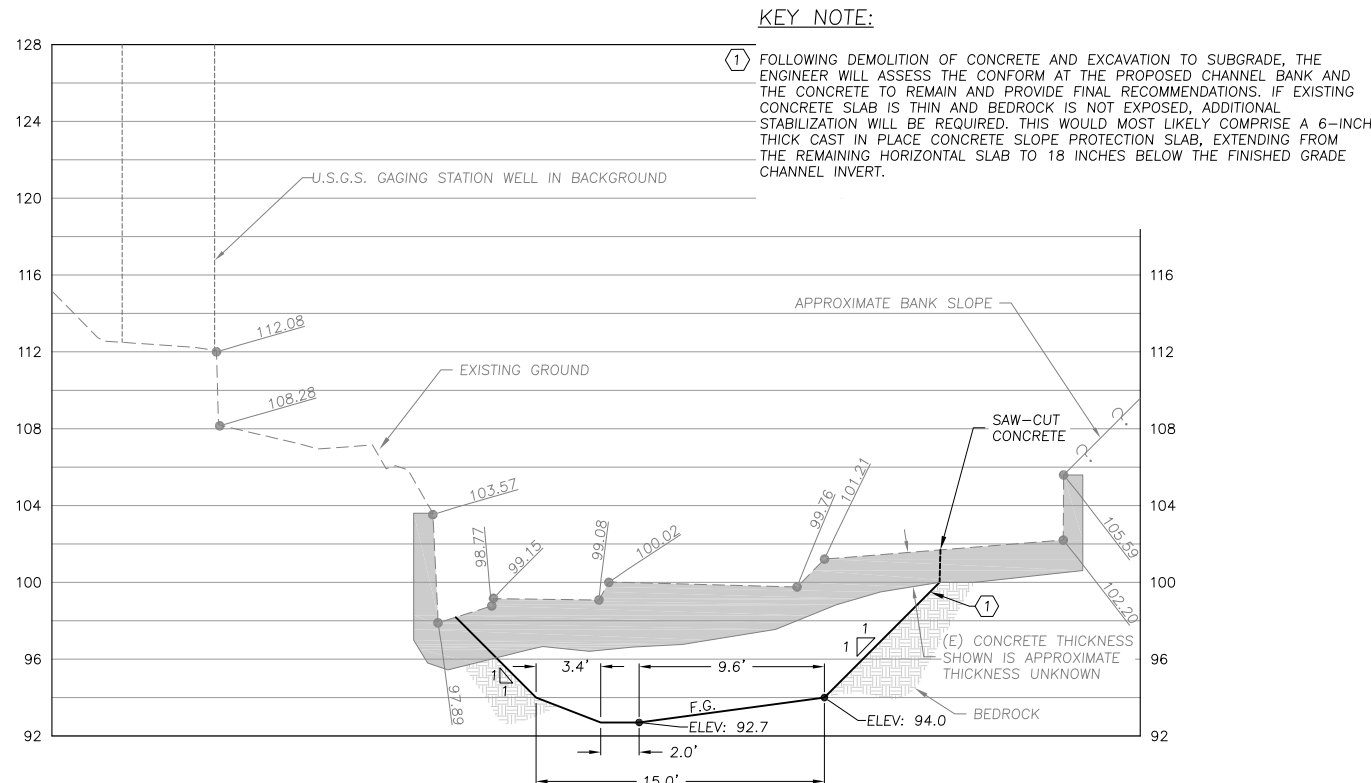 KEY NOTE:
1 FOLLOWING DEMOLITION OF CONCRETE AND EXCAVATION TO SUBGRADE, THE
ENGINEER WILL ASSESS THE CONFORM AT THE PROPOSED CHANNEL BANK AND
THE CONCRETE TO REMAIN AND PROVIDE FINAL RECOMMENDATIONS. IF EXISTING
CONCRETE SLAB IS THIN AND BEDROCK IS NOT EXPOSED, ADDITIONAL
STABILIZATION WILL BE REQUIRED. THIS WOULD MOST LIKELY COMPRISE A 6-INCH
THICK CAST IN PLACE CONCRETE SLOPE PROTECTION SLAB, EXTENDING FROM
THE REMAINING HORIZONTAL SLAB TO 18 INCHES BELOW THE FINISHED GRADE
CHANNEL INVERT.
128
124
120
116
112
108
104
100
96
92
U.S.G.S. GAGING STATION WELL IN BACKGROUND
APPROXIMATE BANK SLOPE
112.08
EXISTING GROUND
108.28
SAW-CUT
CONCRETE
?
?
103.57
98.77
99.15
99.08
100.02
99.76
101.21
105.59
102.20
97.89
1
1
1
1
1
(E) CONCRETE THICKNESS
SHOWN IS APPROXIMATE
THICKNESS UNKNOWN
3.4'
9.6'
F.G.
ELEV: 92.7
ELEV: 94.0
BEDROCK
2.0'
15.0'
116
112
108
104
100
96
92